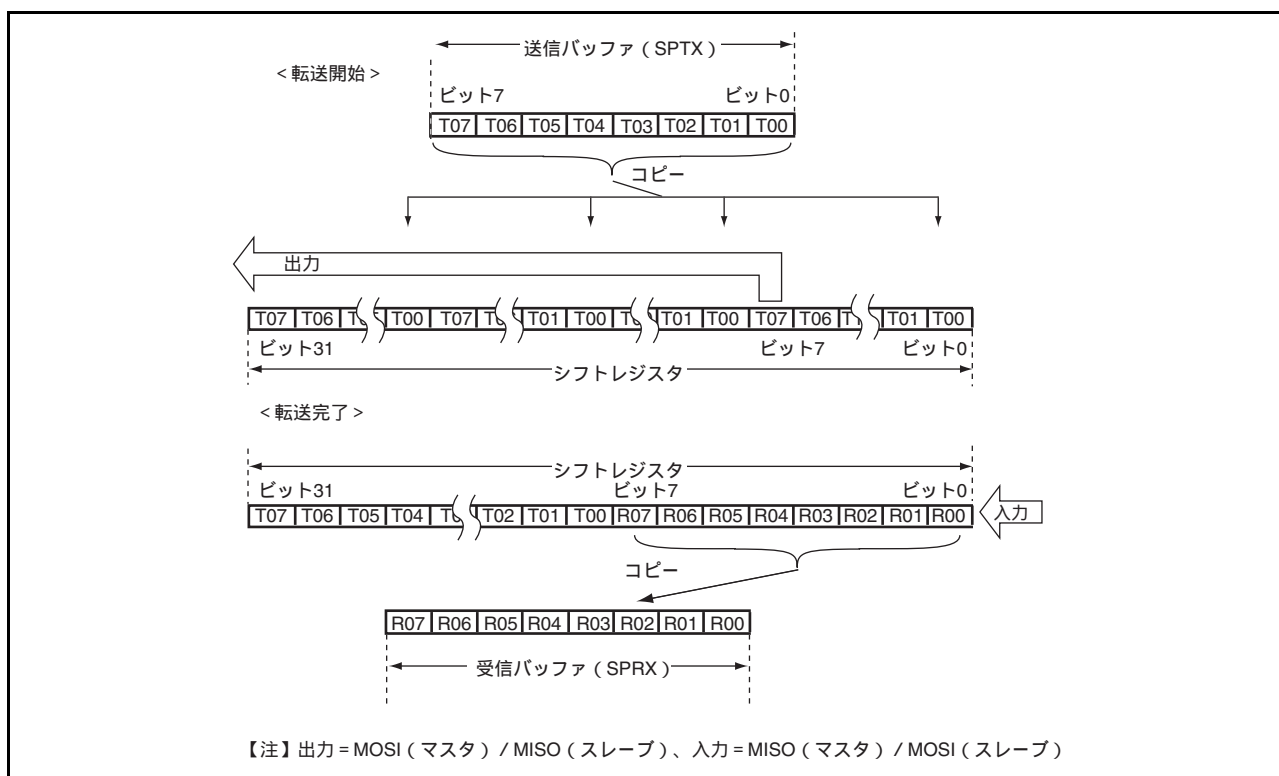 送信バッファ（SPTX）
＜転送開始＞
ビット7 ビット0
T07 T06 T05 T04 T03 T02 T01 T00
コピー
出力
T07 T06 T00 T07 T01 T00 T01 T00 T07 T06 T01 T00
ビット31 ビット7 ビット0
シフトレジスタ
＜転送完了＞
シフトレジスタ
ビット31 ビット7 ビット0
T07 T06 T05 T04 T02 T01 T00 R07 R06 R05 R04 R03 R02 R01 R00
入力
コピー
R07 R06 R05 R04 R03 R02 R01 R00
受信バッファ（SPRX）
【注】出力＝MOSI（マスタ）/ MISO（スレーブ）、入力＝MISO（マスタ）/ MOSI（スレーブ）